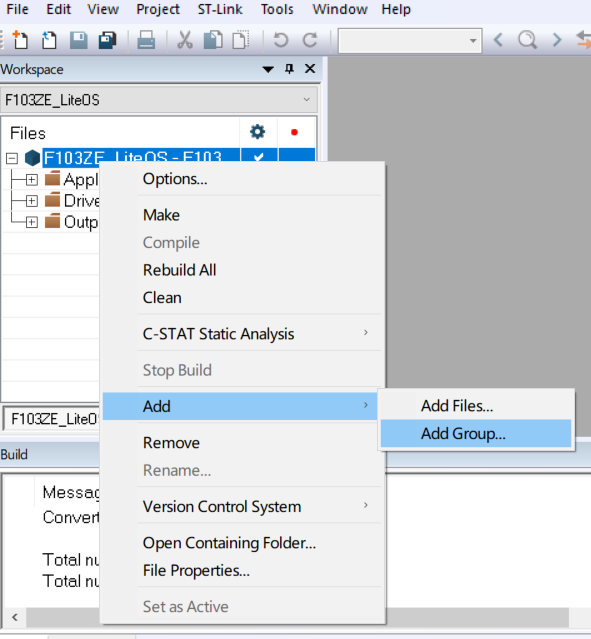 File Edit View Project ST-Link Tools Window Help
Workspace
F103ZE_LiteOS
Files
F103ZE_LiteOS - F103
Appl
Options...
Drive
Make
Outp
Compile
Rebuild All
Clean
C-STAT Static Analysis
Stop Build
Add
Add Files...
F103ZE_LiteO
Add Group...
Remove
Build
Rename...
Messag
Version Control System
Convert
Open Containing Folder...
Total nu
File Properties...
Total nu
Set as Active